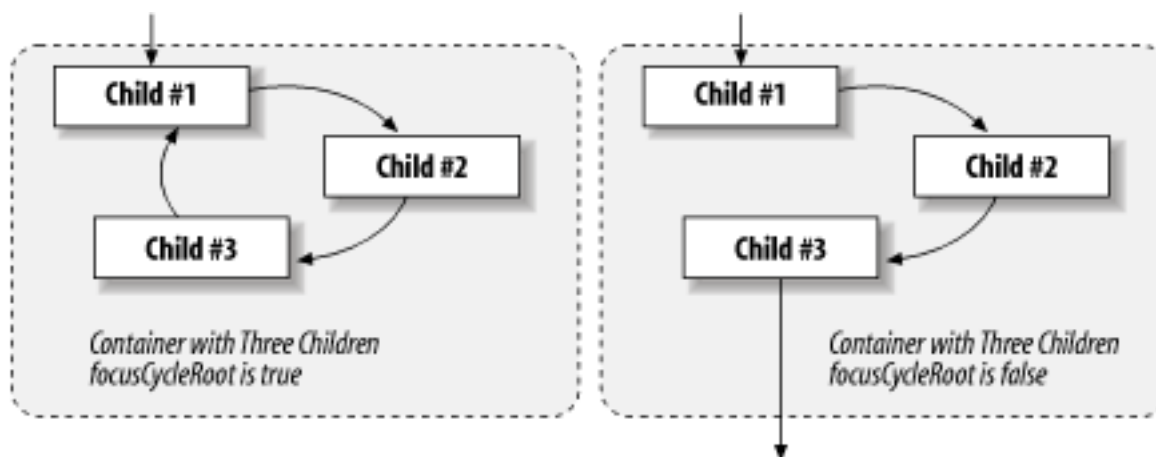 Child #1
Child #2
Child #3
Container with Three Children
focusCycleRoot is true
Child #1
Child #2
Child #3
Container with Three Children
focusCycleRoot is false